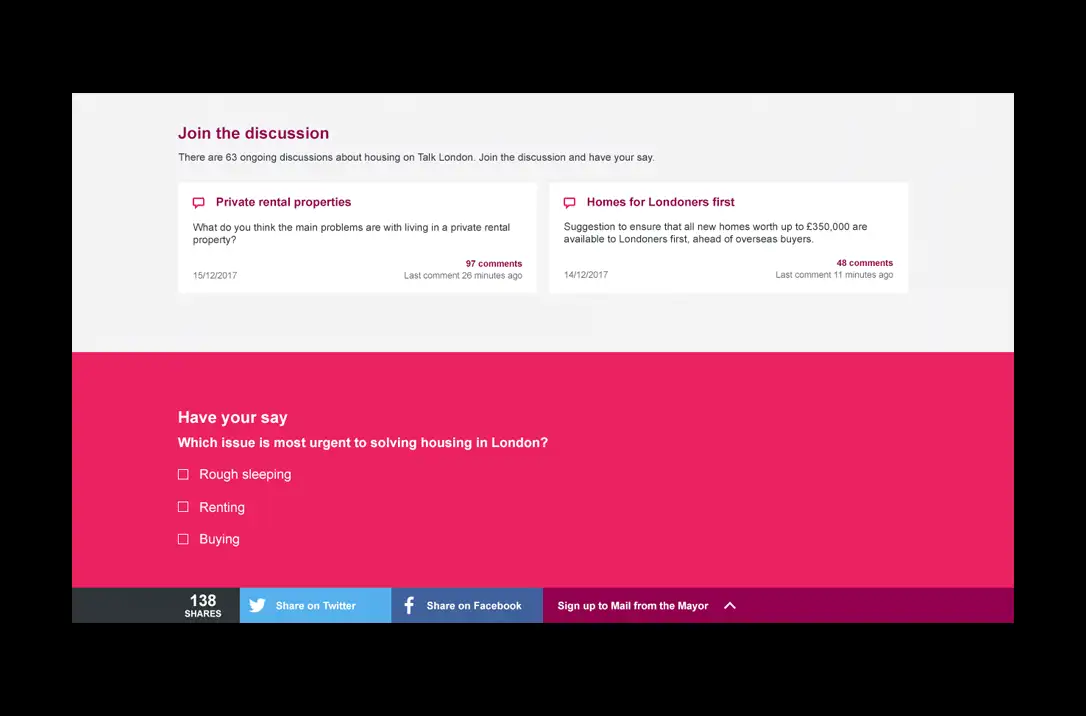 Join the discussion
There are 63 ongoing discussions about housing on Talk London. Join the discussion and have your say.
Private rental properties
What do you think the main problems are with living in a private rental
property?
97 comments
15/12/2017
Last comment 26 minutes ago
Homes for Londoners first
Suggestion to ensure that all new homes worth up to £350,000 are
available to Londoners first, ahead of overseas buyers.
48 comments
14/12/2017
Last comment 11 minutes ago
Have your say
Which issue is most urgent to solving housing in London?
Rough sleeping
Renting
Buying
138
SHARES
Share on Twitter
Share on Facebook
Sign up to Mail from the Mayor